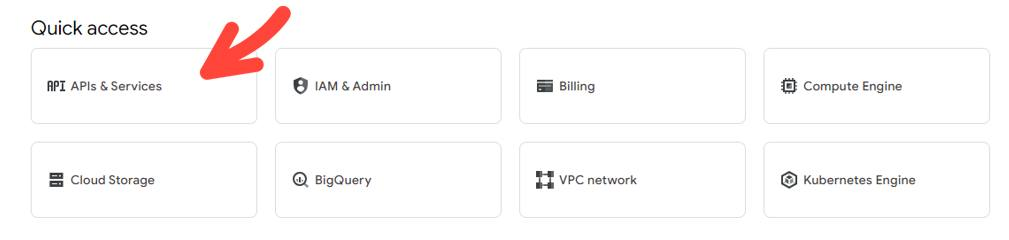 Quick access
API APIs & Services
IAM & Admin
Billing
Compute Engine
Cloud Storage
BigQuery
VPC network
Kubernetes Engine